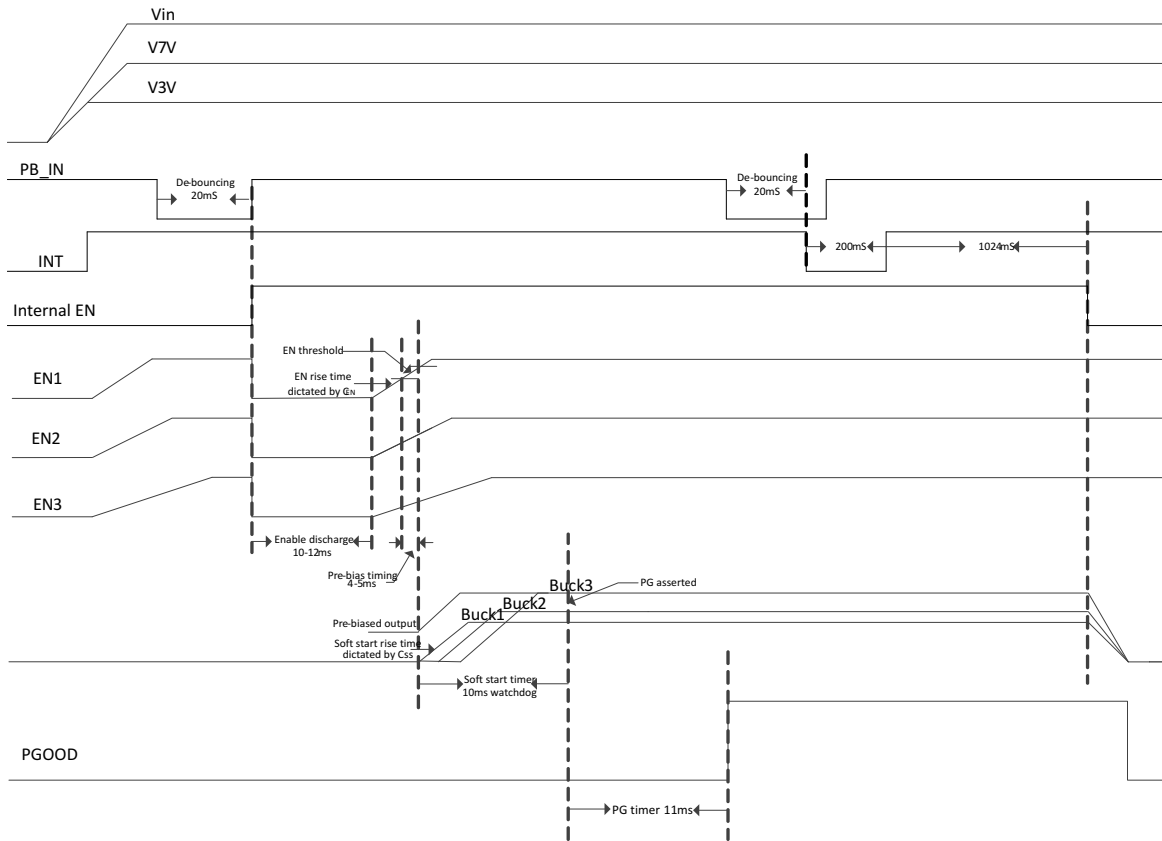 Vin
V7V
V3V
PB_IN
De-bouncing
20mS
De-bouncing
20mS
INT
200mS
1024mS
Internal EN
EN threshold
EN1
EN rise time
dictated by CEN
EN2
EN3
Enable discharge
10-12ms
Pre-bias timing
4-5ms
Buck3
PG asserted
Buck2
Buck1
Pre-biased output
Soft start rise time
dictated by Css
Soft start timer
10ms watchdog
PGOOD
PG timer 11ms